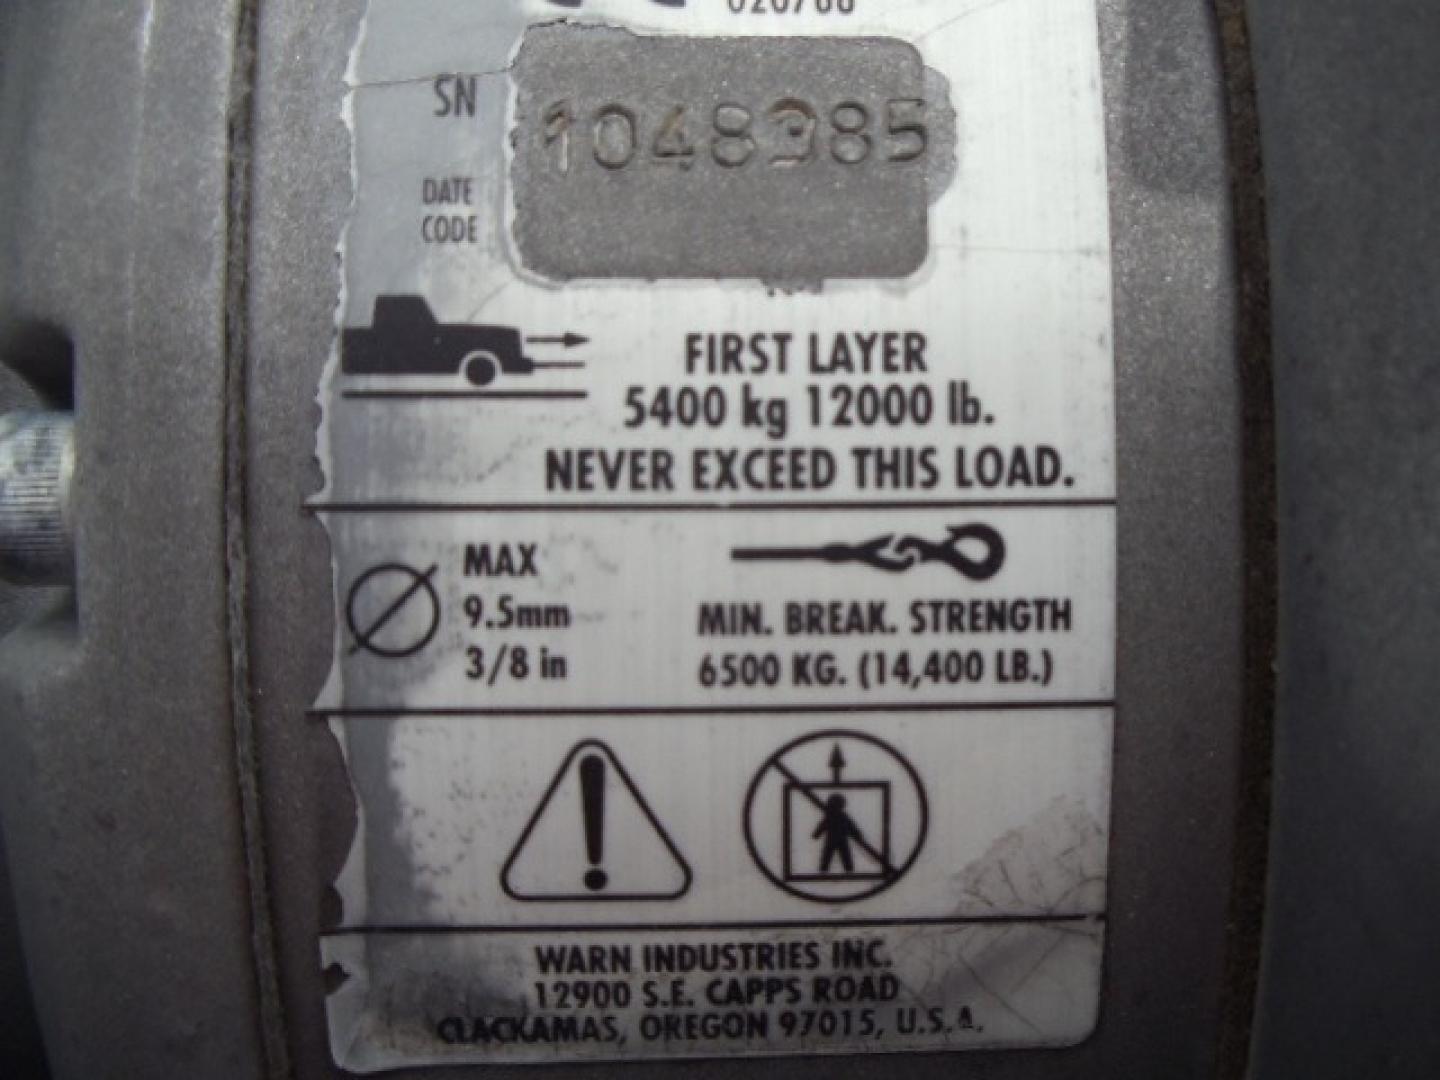 SN 1048385
DATE
CODE
FIRST LAYER
5400 kg 12000 lb.
NEVER EXCEED THIS LOAD.
MAX
9.5mm
3/8 in
MIN. BREAK. STRENGTH
6500 KG. (14,400 LB.)
WARN INDUSTRIES INC.
12900 S.E. CAPPS ROAD
CLACKAMAS, OREGON 97015, U.S.A.